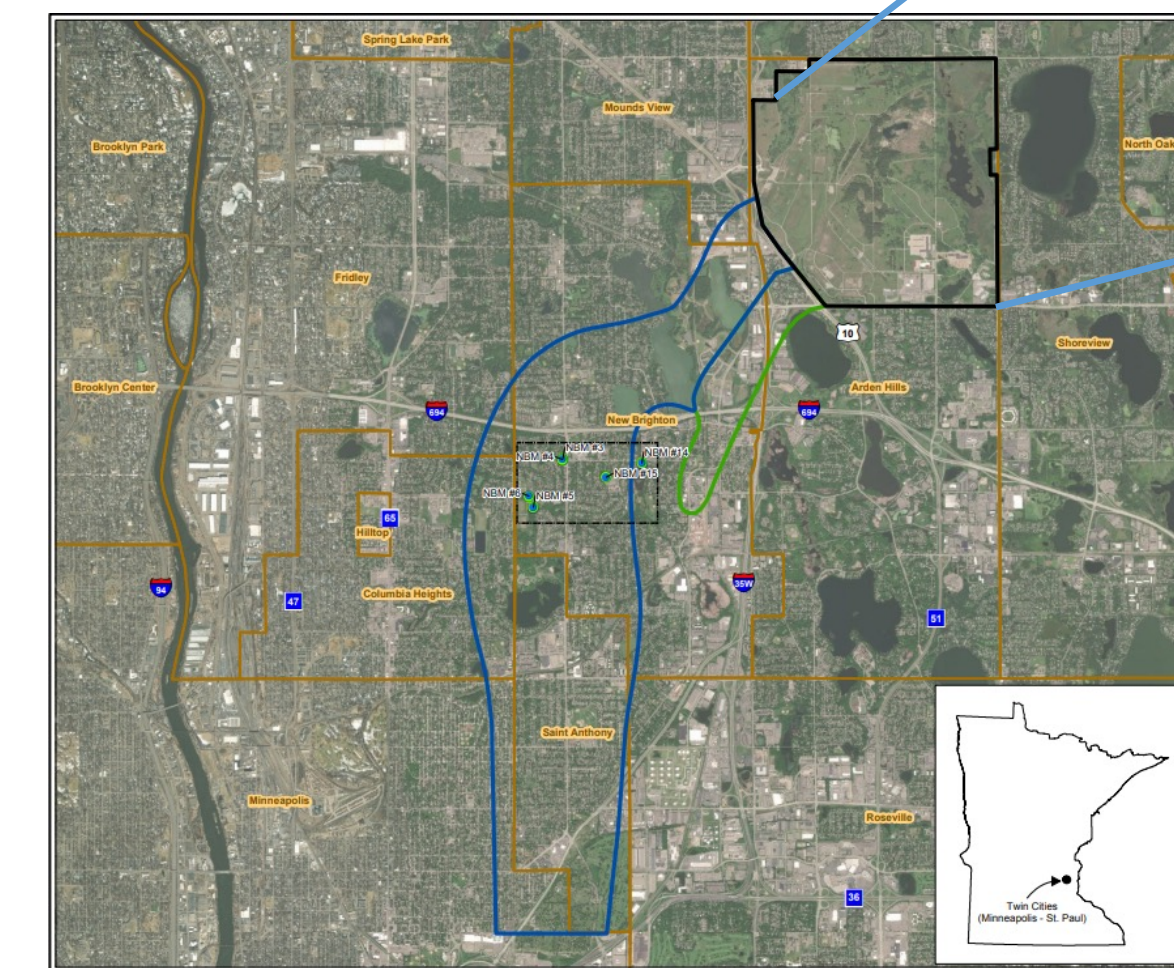 Spring Lake Park
Mounds View
Brooklyn Park
North Oak
Fridley
10
Shoreview
Brooklyn Center
Arden Hills
694
694
New Brighton
NBM #3
NBM #4
NBM #14
NBM #15
NBM #6
NBM #5
65
Hilltop
94
35W
47
Columbia Heights
51
Saint Anthony
Minneapolis
Roseville
36
Twin Cities
(Minneapolis - St. Paul)